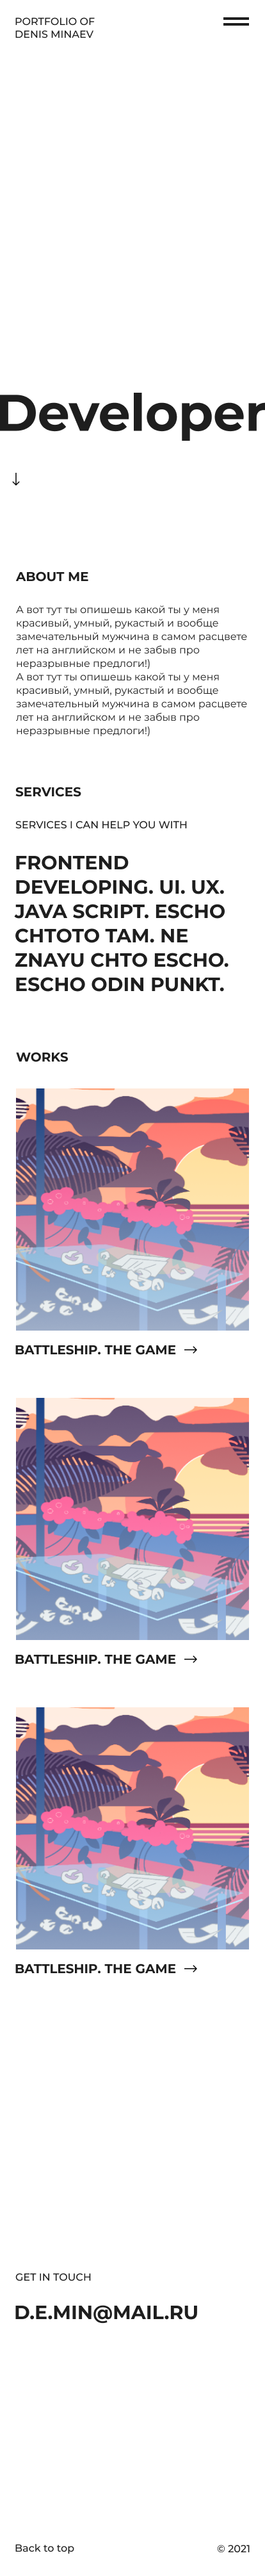 PORTFOLIO OF
DENIS MINAEV
Developer
ABOUT ME
А вот тут ты опишешь какой ты у меня
красивый, умный, рукастый и вообще
замечательный мужчина в самом расцвете
лет на английском и не забыв про
неразрывные предлоги!)
А вот тут ты опишешь какой ты у меня
красивый, умный, рукастый и вообще
замечательный мужчина в самом расцвете
лет на английском и не забыв про
неразрывные предлоги!)
SERVICES
SERVICES I CAN HELP YOU WITH
FRONTEND
DEVELOPING. UI. UX.
JAVA SCRIPT. ESCHO
CHTOTO TAM. NE
ZNAYU CHTO ESCHO.
ESCHO ODIN PUNKT.
WORKS
BATTLESHIP. THE GAME →
BATTLESHIP. THE GAME →
BATTLESHIP. THE GAME →
GET IN TOUCH
D.E.MIN@MAIL.RU
Back to top
© 2021